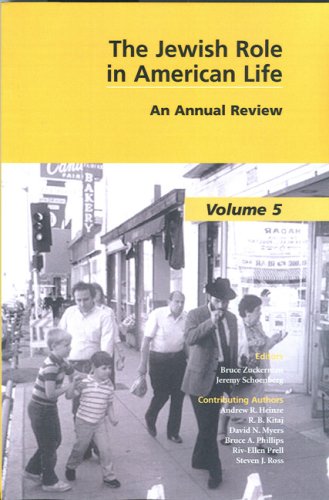 The Jewish Role
in American Life
An Annual Review
Volume 5
BAKERY
Editors
Bruce Zuckerman
Jeremy Schoenberg
Contributing Authors
Andrew R. Heinze
R. B. Kitaj
David N. Myers
Bruce A. Phillips
Riv-Ellen Prell
Steven J. Ross